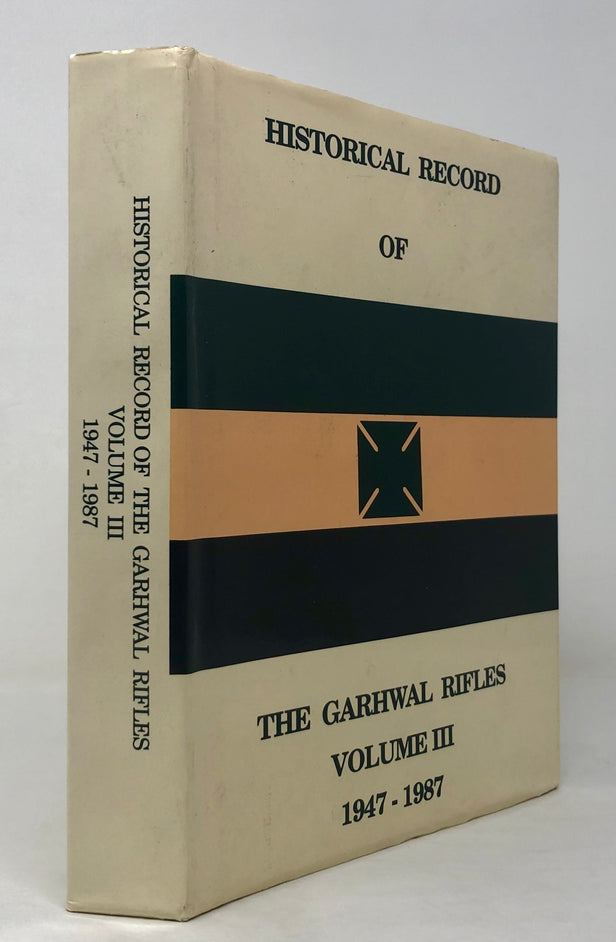 HISTORICAL RECORD OF THE GARHWAL RIFLES
VOLUME III
1947 - 1987
HISTORICAL RECORD
OF
THE GARHWAL RIFLES
VOLUME III
1947 - 1987